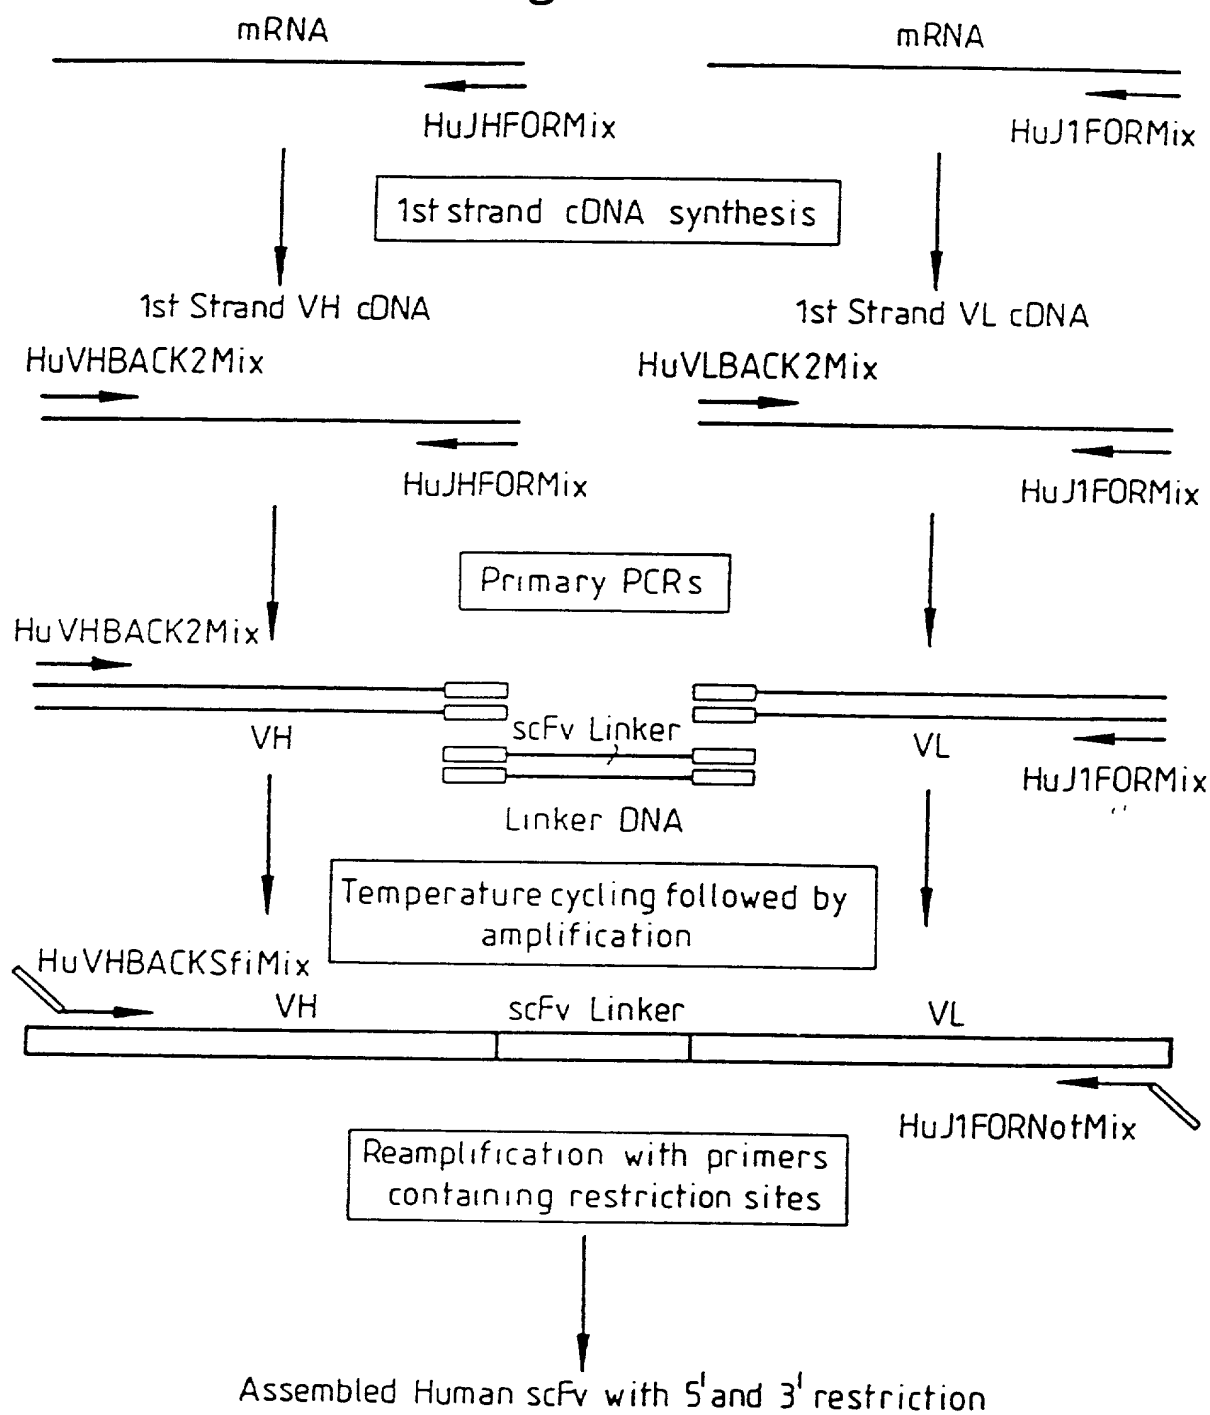 mRNA
mRNA
HuJHFORMix
HuJ1FORMix
1st strand cDNA synthesis
1st Strand VH cDNA
1st Strand VL cDNA
HuVHBACK2Mix
HuVLBACK2Mix
HuJHFORMix
HuJ1FORMix
Primary PCRs
HuVHBACK2Mix
VH
scFv Linker
VL
HuJ1FORMix
Linker DNA
Temperature cycling followed by
amplification
HuVHBACKSfiMix
VH
scFv Linker
VL
HuJ1FORNotMix
Reamplification with primers
containing restriction sites
Assembled Human scFv with 5' and 3' restriction